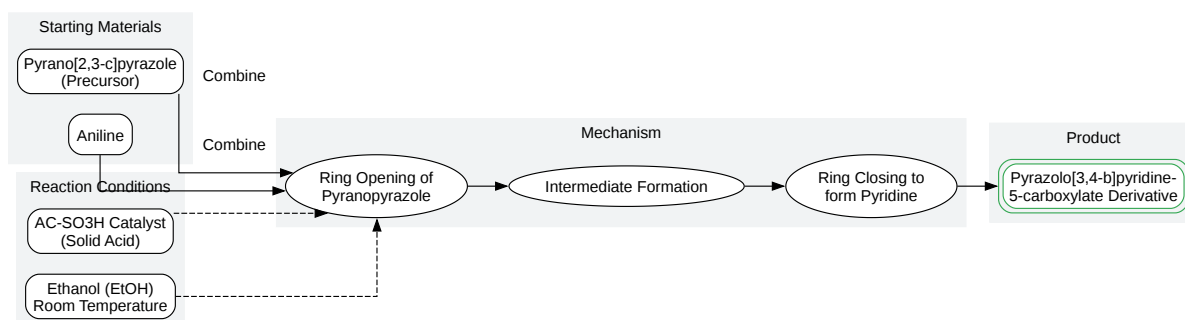 Starting Materials
Pyrano[2,3-c]pyrazole
(Precursor)
Combine
Aniline
Combine
Reaction Conditions
AC-SO3H Catalyst
(Solid Acid)
Ethanol (EtOH)
Room Temperature
Mechanism
Ring Opening of
Pyranopyrazole
Intermediate Formation
Ring Closing to
form Pyridine
Product
Pyrazolo[3,4-b]pyridine-
5-carboxylate Derivative